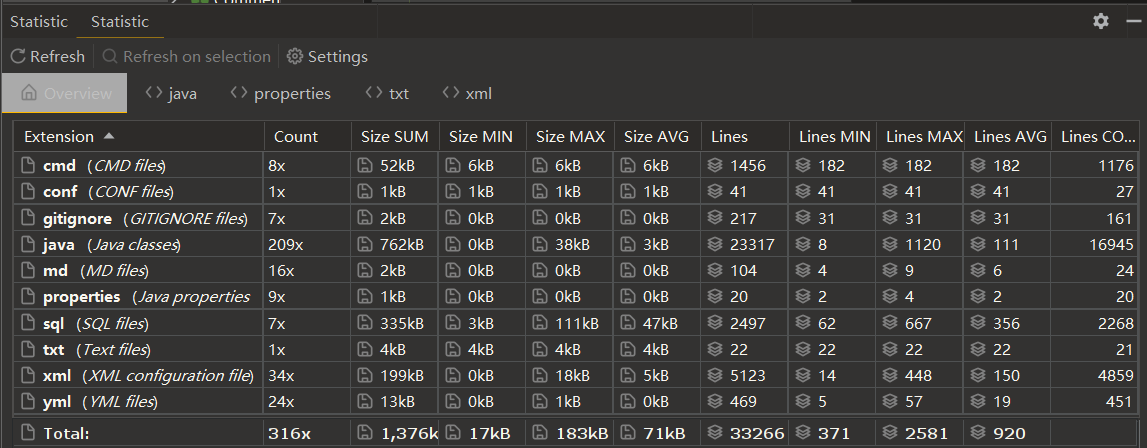 Commen
Statistic Statistic
Refresh Refresh on selection Settings
Overview java properties txt xml
Extension Count Size SUM Size MIN Size MAX Size AVG Lines Lines MIN Lines MAX Lines AVG Lines CO...
cmd (CMD files) 8x 52kB 6kB 6kB 6kB 1456 182 182 182 1176
conf (CONF files) 1x 1kB 1kB 1kB 1kB 41 41 41 41 27
gitignore (GITIGNORE files) 7x 2kB 0kB 0kB 0kB 217 31 31 31 161
java (Java classes) 209x 762kB 0kB 38kB 3kB 23317 8 1120 111 16945
md (MD files) 16x 2kB 0kB 0kB 0kB 104 4 9 6 24
properties (Java properties 9x 1kB 0kB 0kB 0kB 20 2 4 2 20
sql (SQL files) 7x 335kB 3kB 111kB 47kB 2497 62 667 356 2268
txt (Text files) 1x 4kB 4kB 4kB 4kB 22 22 22 22 21
xml (XML configuration file) 34x 199kB 0kB 18kB 5kB 5123 14 448 150 4859
yml (YML files) 24x 13kB 0kB 1kB 0kB 469 5 57 19 451
Total: 316x 1,376k 17kB 183kB 71kB 33266 371 2581 920